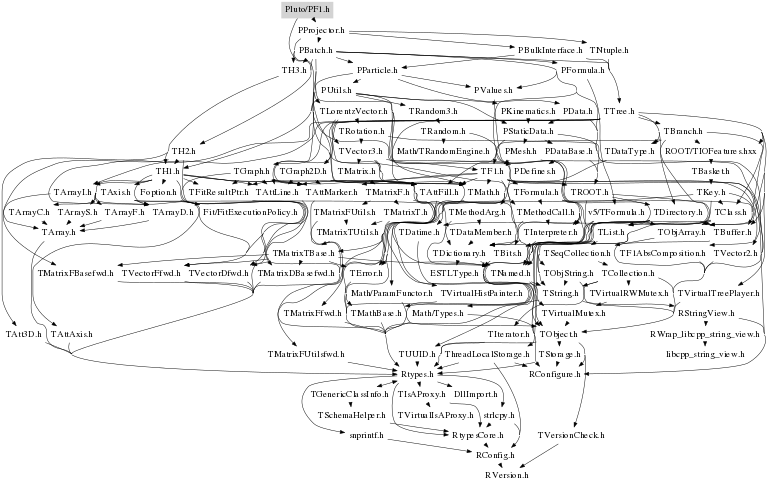 Pluto/PF1.h
PProjector.h
PBatch.h PBulkInterface.h TNtuple.h
TH3.h PParticle.h PFormula.h
PUtils.h PValues.h
TLorentzVector.h TRandom3.h PKinematics.h PData.h TTree.h
TRotation.h TRandom.h PStaticData.h TBranch.h
TH2.h TVector3.h Math/TRandomEngine.h PMesh.h PDataBase.h TDataType.h ROOT/TIOFeatures.hxx
TH1.h TGraph.h TGraph2D.h TMatrix.h TF1.h PDefines.h TBasket.h
TArrayI.h TAxis.h Foption.h TFitResultPtr.h TAttLine.h TAttMarker.h TMatrixF.h TAttFill.h TMath.h TFormula.h TROOT.h TKey.h
TArrayC.h TArrayS.h TArrayF.h TArrayD.h Fit/FitExecutionPolicy.h TMatrixFUtils.h TMatrixT.h TMethodArg.h TMethodCall.h v5/TFormula.h TDirectory.h TClass.h
TArray.h TMatrixTUtils.h TDatime.h TDataMember.h TInterpreter.h TList.h TObjArray.h TBuffer.h
TMatrixTBase.h TDictionary.h TBits.h TSeqCollection.h TF1AbsComposition.h TVector2.h
TMatrixFBasefwd.h TVectorFfwd.h TVectorDfwd.h TMatrixDBasefwd.h TError.h ESTLType.h TNamed.h TObjString.h TCollection.h
Math/ParamFunctor.h TVirtualHistPainter.h TString.h TVirtualRWMutex.h TVirtualTreePlayer.h
TMatrixFfwd.h TMathBase.h Math/Types.h TVirtualMutex.h RStringView.h
TAtt3D.h TAttAxis.h TIterator.h TObject.h RWrap_libcpp_string_view.h
TMatrixFUtilsfwd.h TUUID.h ThreadLocalStorage.h TStorage.h libcpp_string_view.h
Rtypes.h RConfigure.h
TGenericClassInfo.h TIsAProxy.h DllImport.h
TSchemaHelper.h TVirtualIsAProxy.h strlcpy.h
snprintf.h RtypesCore.h TVersionCheck.h
RConfig.h
RVersion.h